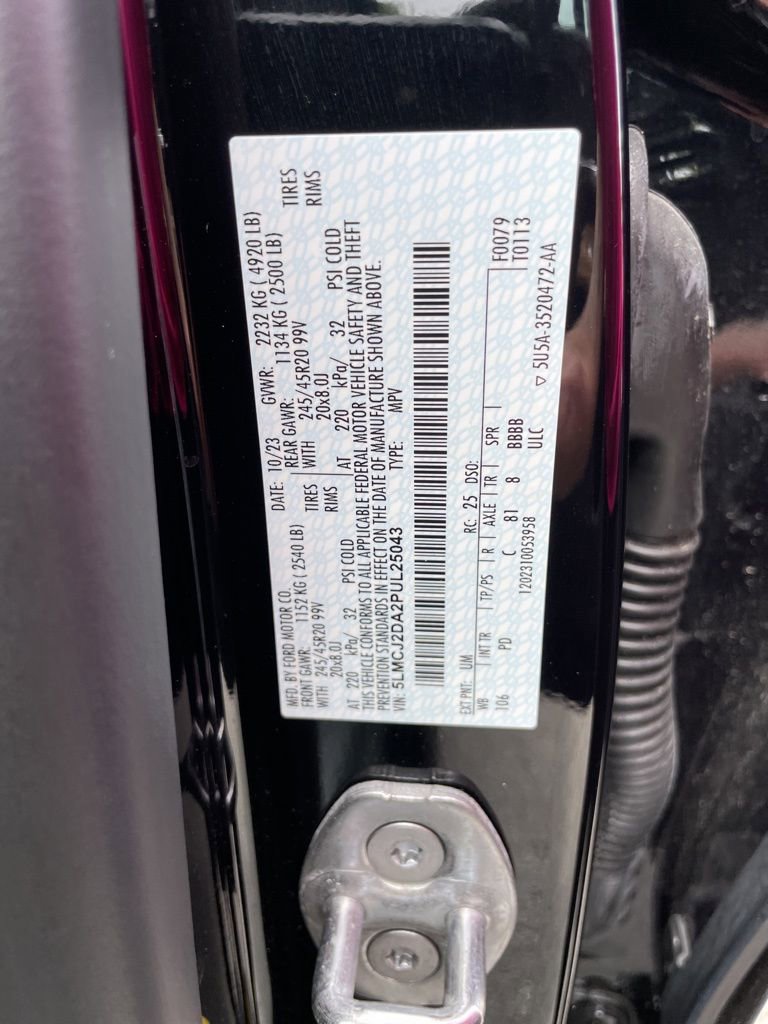 MFD. BY FORD MOTOR CO. DATE: 10/23 GVWR: 2232 KG ( 4920 LB)
FRONT GAWR: 1152 KG ( 2540 LB) REAR GAWR: 1134 KG ( 2500 LB)
WITH 245/45R20 99V TIRES WITH 245/45R20 99V TIRES
20x8.0J RIMS 20x8.0J RIMS
AT 220 kPa/ 32 PSI COLD AT 220 kPa/ 32 PSI COLD
THIS VEHICLE CONFORMS TO ALL APPLICABLE FEDERAL MOTOR VEHICLE SAFETY AND THEFT
PREVENTION STANDARDS IN EFFECT ON THE DATE OF MANUFACTURE SHOWN ABOVE.
VIN: 5LMCJ2DA2PUL25043 TYPE: MPV
EXT PNT: UM RC: 25 DSO: F0079
WB INT TR TP/PS R AXLE TR SPR T0113
106 PD C 81 8 BBBB
1202310053958 ULC ▽ 5U5A-3520472-AA